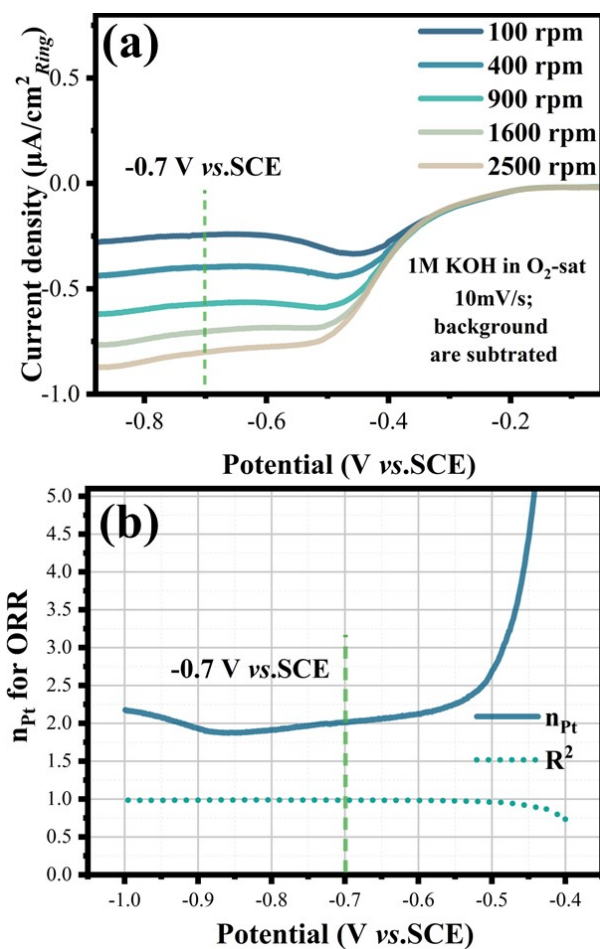 (a)
100 rpm
400 rpm
900 rpm
1600 rpm
2500 rpm
-0.7 V vs.SCE
1M KOH in O2-sat
10mV/s;
background
are subtrated
Current density (μA/cm²Ring)
0.5
0.0
-0.5
-1.0
-0.8
-0.6
-0.4
-0.2
Potential (V vs.SCE)
(b)
-0.7 V vs.SCE
nPt
R²
nPt for ORR
5.0
4.5
4.0
3.5
3.0
2.5
2.0
1.5
1.0
0.5
0.0
-1.0
-0.9
-0.8
-0.7
-0.6
-0.5
-0.4
Potential (V vs.SCE)